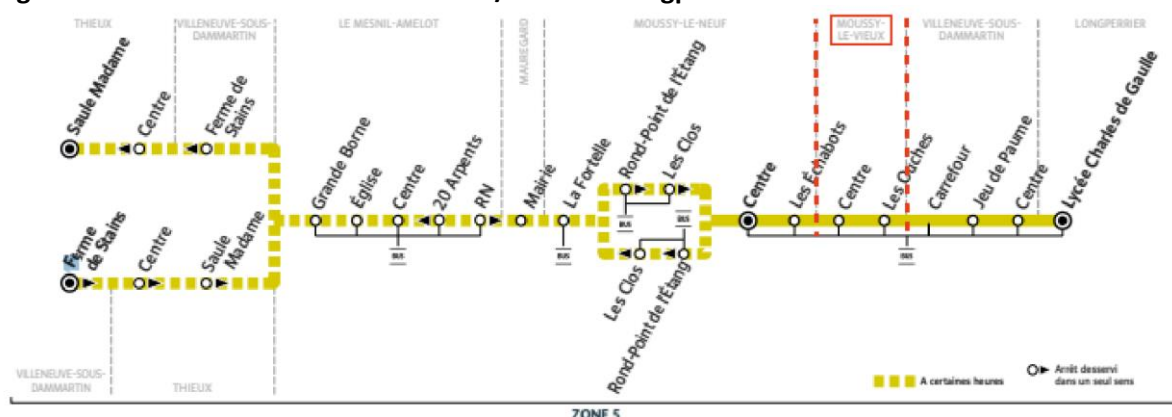 THIEUX
VILLENEUVE-SOUS-
DAMMARTIN
LE MESNIL-AMELOT
MAUREGARD
MOUSSY-LE-NEUF
MOUSSY-
LE-VIEUX
VILLENEUVE-SOUS-
DAMMARTIN
LONGPERRIER
Saule Madame
Centre
Ferme de
Stains
Ferme
de Stains
Centre
Saule
Madame
Grande Borne
Église
Centre
20 Arpents
RN
Mairie
La Fortelle
Rond-Point de l'Étang
Les Clos
Les Clos
Rond-Point de l'Étang
Centre
Les Échabots
Centre
Les Ouches
Carrefour
Jeu de Paume
Centre
Lycée Charles de Gaulle
BUS
BUS
BUS
BUS
BUS
VILLENEUVE-SOUS-
DAMMARTIN
THIEUX
A certaines heures
Arrêt desservi
dans un seul sens
ZONE 5